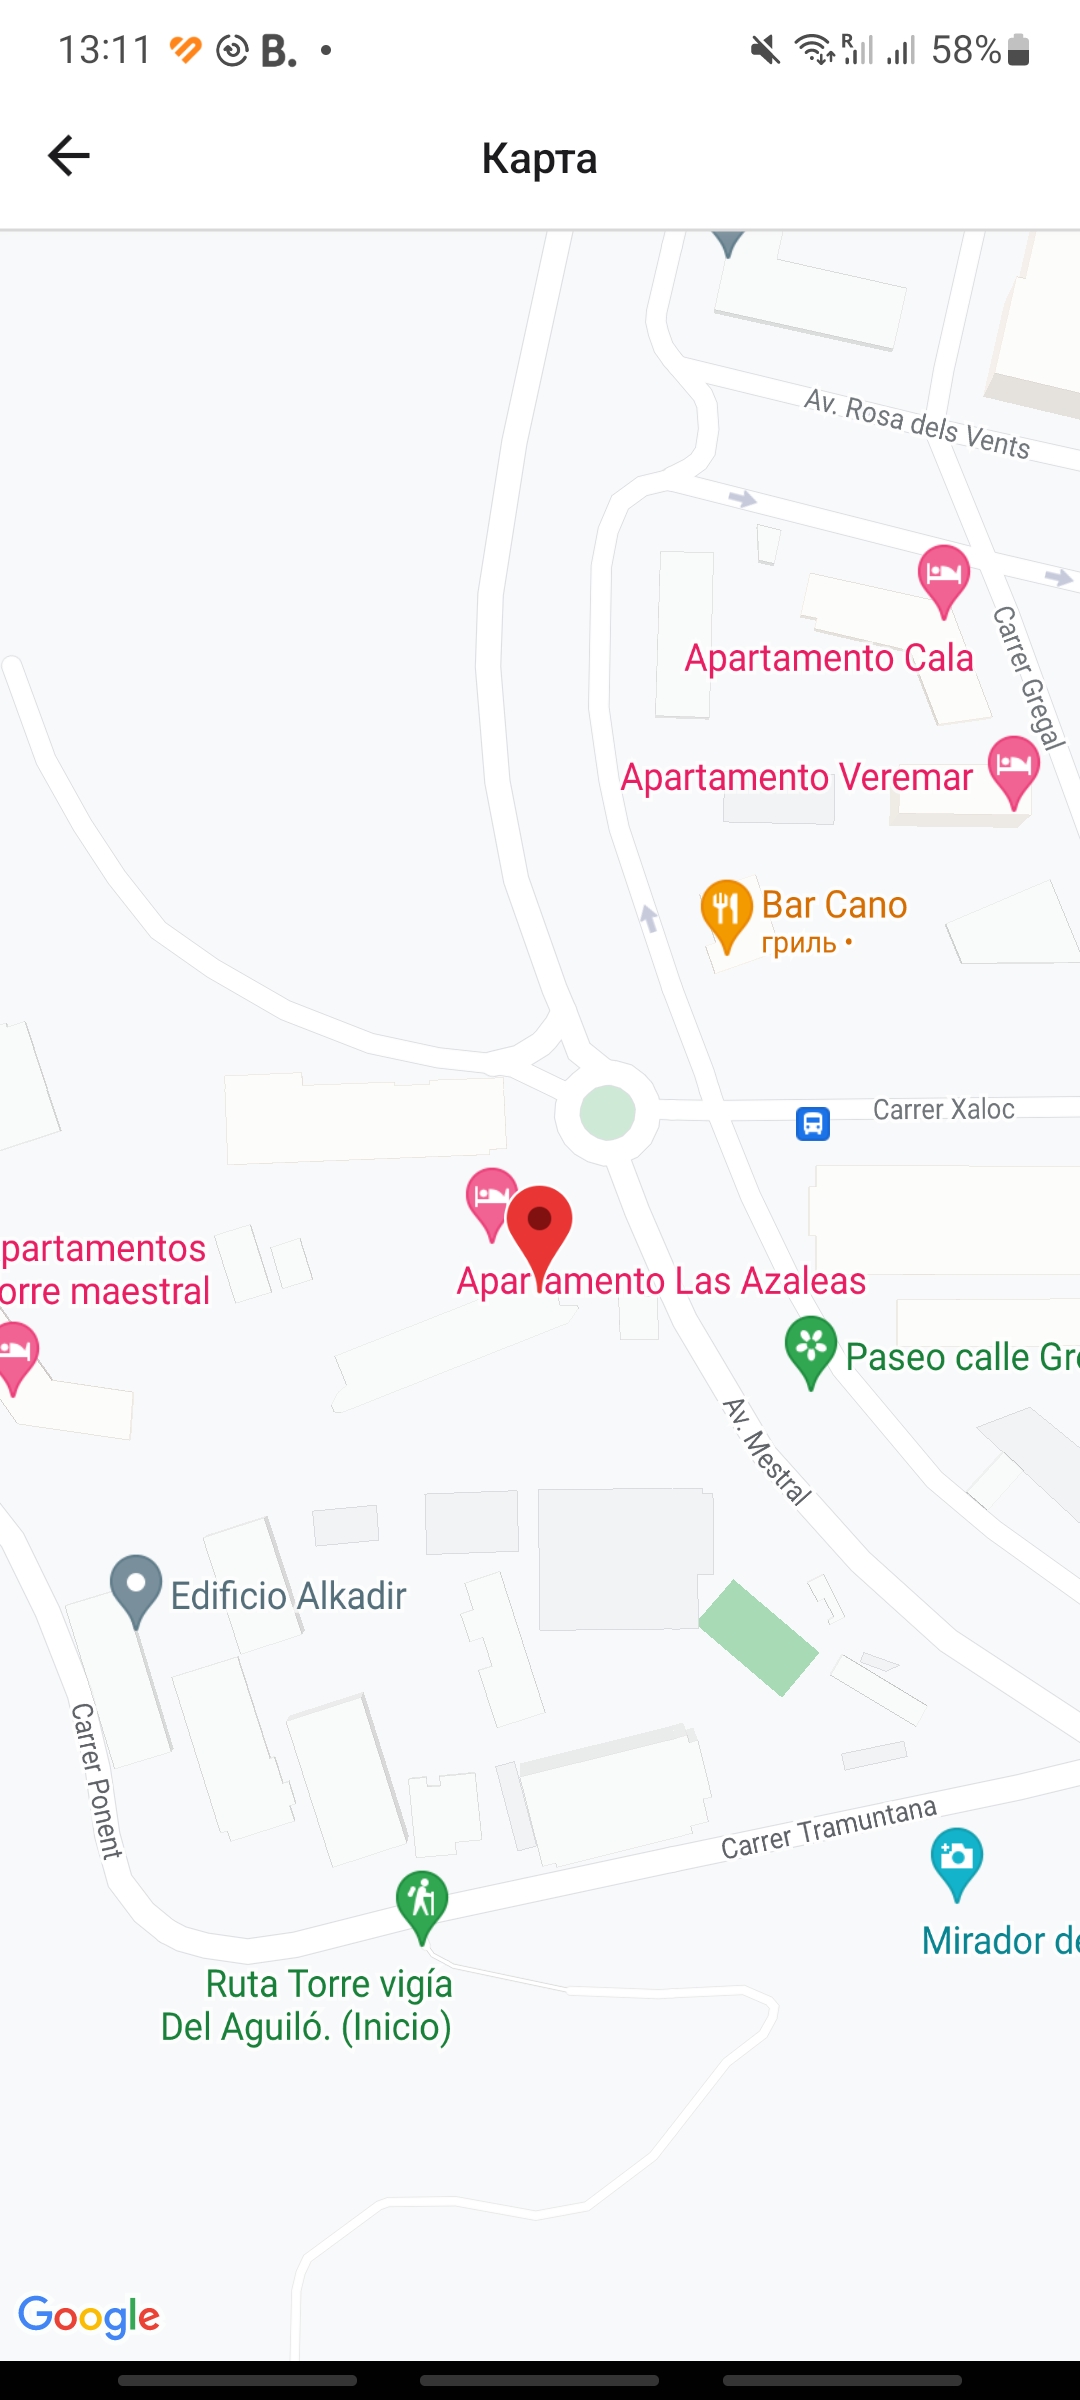 13:11 B.
R 58%
Карта
Av. Rosa dels Vents
Apartamento Cala
Carrer Gregal
Apartamento Veremar
Bar Cano
гриль •
Carrer Xaloc
partamentos
orre maestral
Apartamento Las Azaleas
Paseo calle Gre
Av. Mestral
Edificio Alkadir
Carrer Ponent
Carrer Tramuntana
Mirador de
Ruta Torre vigía
Del Aguiló. (Inicio)
Google